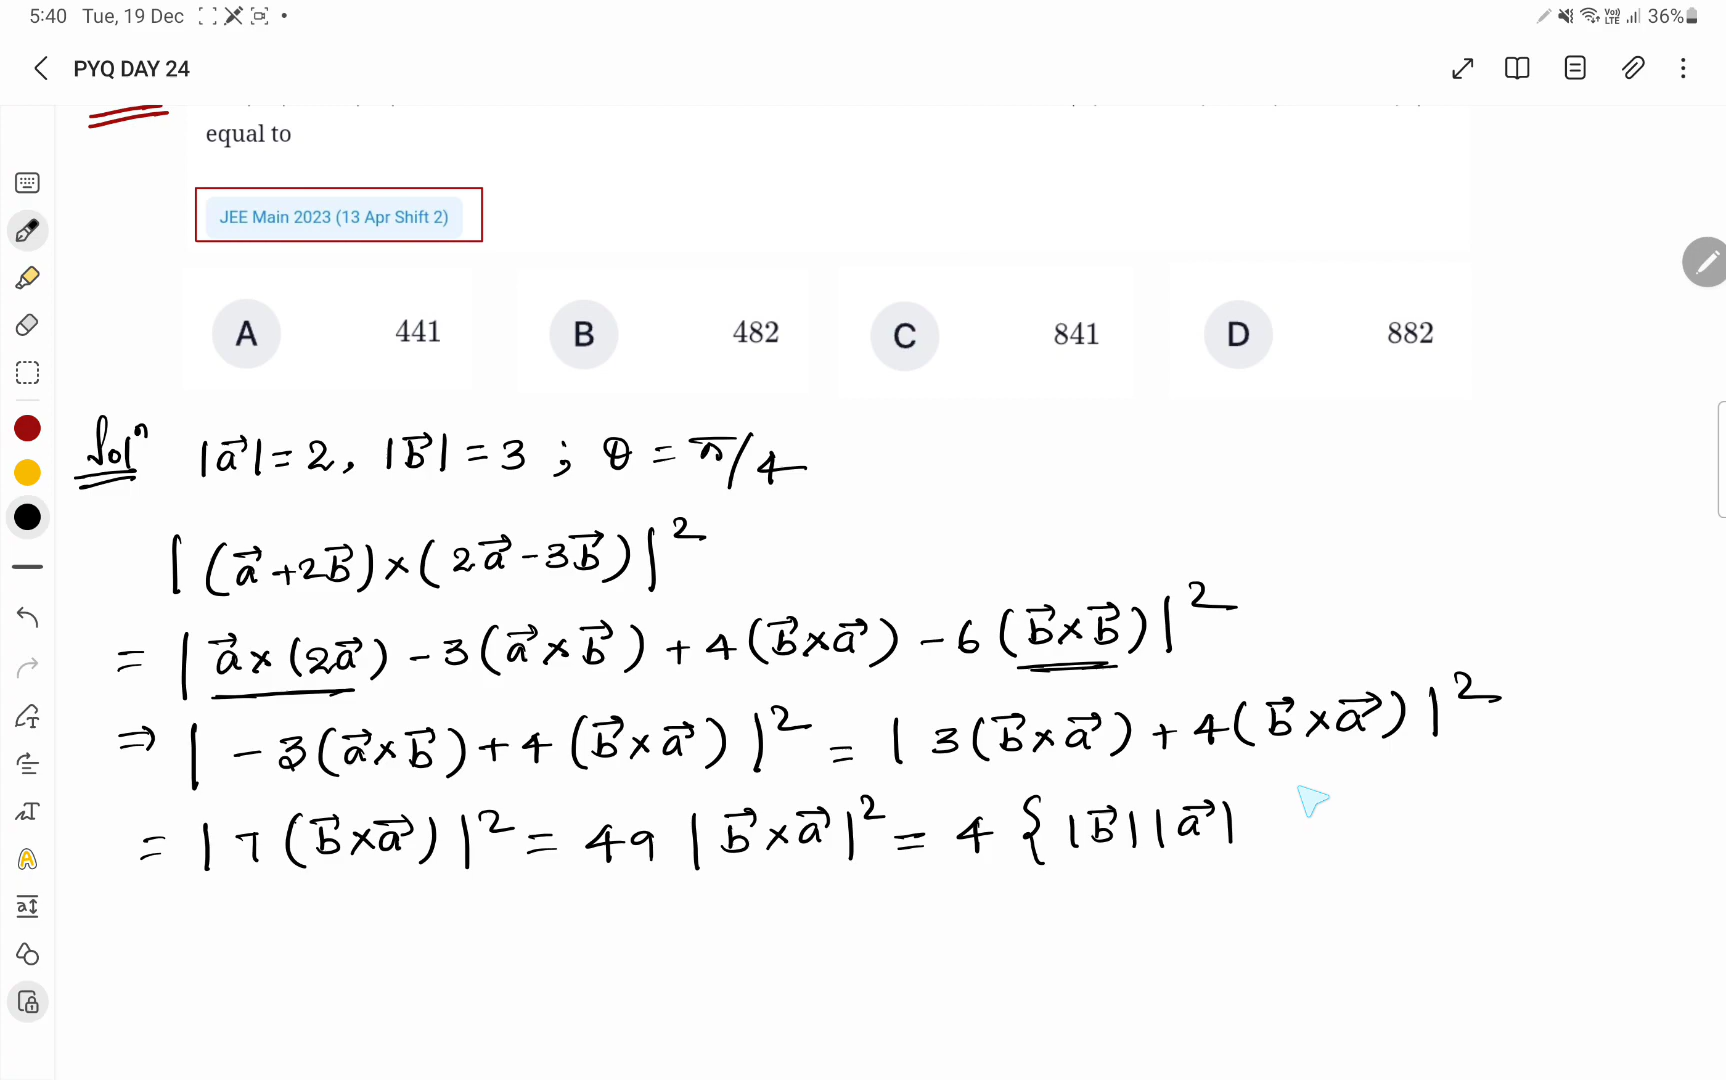 5:40 Tue, 19 Dec 36%
PYQ DAY 24
equal to
JEE Main 2023 (13 Apr Shift 2)
A 441 B 482 C 841 D 882
Solⁿ |a⃗| = 2, |b⃗| = 3 ; θ = π/4
|(a⃗ + 2b⃗) × (2a⃗ - 3b⃗)|²
= |a⃗ × (2a⃗) - 3(a⃗ × b⃗) + 4(b⃗ × a⃗) - 6(b⃗ × b⃗)|²
⇒ |- 3(a⃗ × b⃗) + 4(b⃗ × a⃗)|² = |3(b⃗ × a⃗) + 4(b⃗ × a⃗)|²
= |7(b⃗ × a⃗)|² = 49 |b⃗ × a⃗|² = 4 {|b⃗| |a⃗|